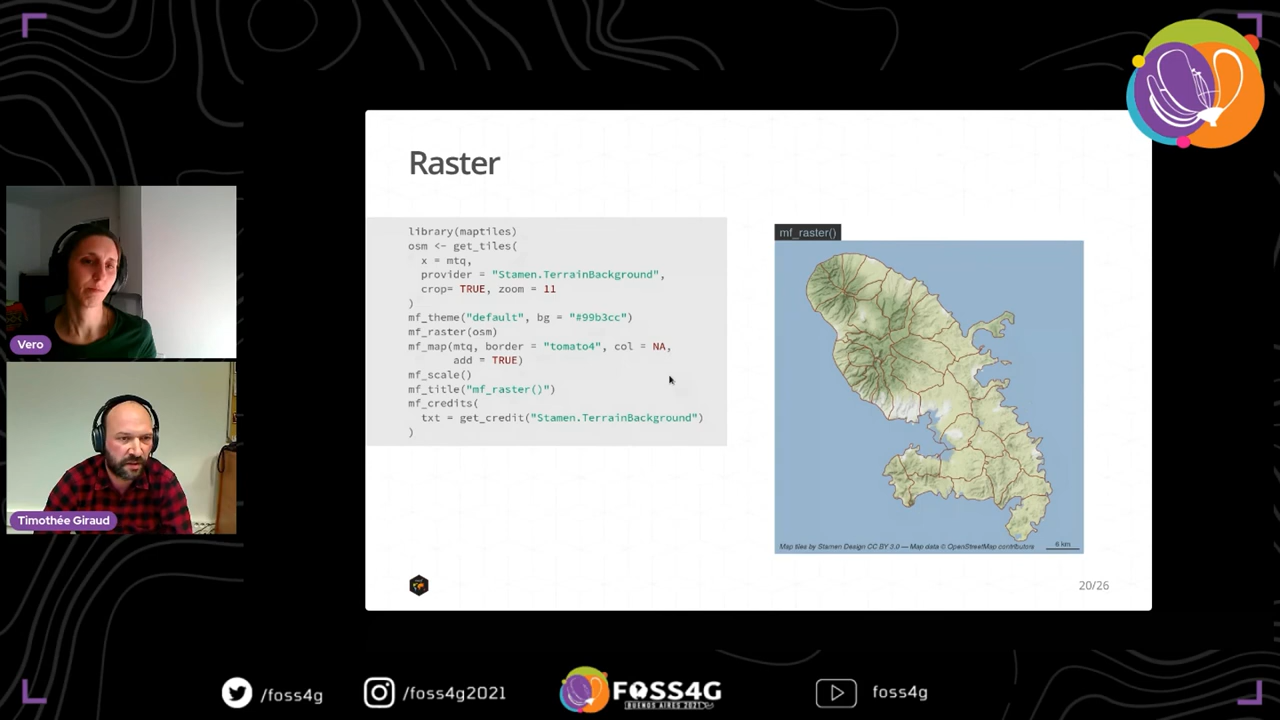 Raster
library(maptiles)
osm <- get_tiles(
  x = mtq,
  provider = "Stamen.TerrainBackground",
  crop= TRUE, zoom = 11
)
mf_theme("default", bg = "#99b3cc")
mf_raster(osm)
mf_map(mtq, border = "tomato4", col = NA,
       add = TRUE)
mf_scale()
mf_title("mf_raster()")
mf_credits(
  txt = get_credit("Stamen.TerrainBackground")
)
mf_raster()
Map tiles by Stamen Design CC BY 3.0 — Map data © OpenStreetMap contributors
6 km
20/26
Vero
Timothée Giraud
/foss4g
/foss4g2021
FOSS4G
BUENOS AIRES 2021
foss4g